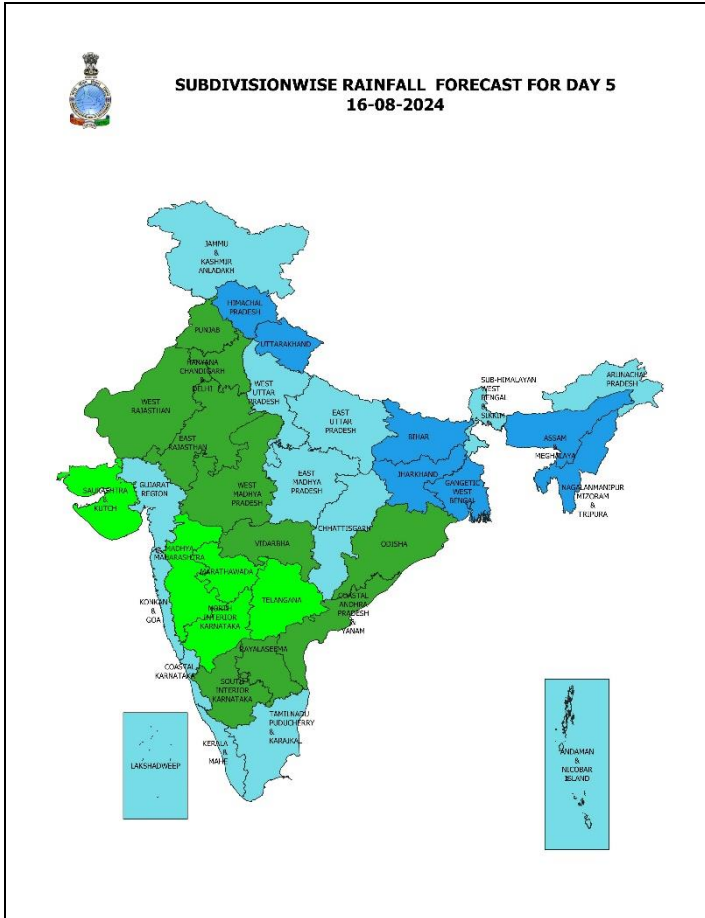 SUBDIVISIONWISE RAINFALL FORECAST FOR DAY 5
16-08-2024
JAMMU
&
KASHMIR
ANLADAKH
HIMACHAL
PRADESH
PUNJAB
UTTARAKHAND
HARYANA
CHANDIGARH
&
DELHI
WEST
UTTAR
PRADESH
WEST
RAJASTHAN
EAST
RAJASTHAN
EAST
UTTAR
PRADESH
SUB-HIMALAYAN
WEST
BENGAL
&
SIKKIM
ARUNACHAL
PRADESH
BIHAR
ASSAM
&
MEGHALAYA
NAGALANMANIPUR
MIZORAM
&
TRIPURA
JHARKHAND
GANGETIC
WEST
BENGAL
EAST
MADHYA
PRADESH
WEST
MADHYA
PRADESH
GUJARAT
REGION
SAURASHTRA
&
KUTCH
CHHATTISGARH
ODISHA
VIDARBHA
MADHYA
MAHARASHTRA
MARATHAWADA
TELANGANA
KONKAN
&
GOA
NORTH
INTERIOR
KARNATAKA
COASTAL
ANDHRA
PRADESH
&
YANAM
RAYALASEEMA
COASTAL
KARNATAKA
SOUTH
INTERIOR
KARNATAKA
TAMILNADU
PUDUCHERRY
&
KARAIKAL
KERALA
&
MAHE
LAKSHADWEEP
ANDAMAN
&
NICOBAR
ISLAND